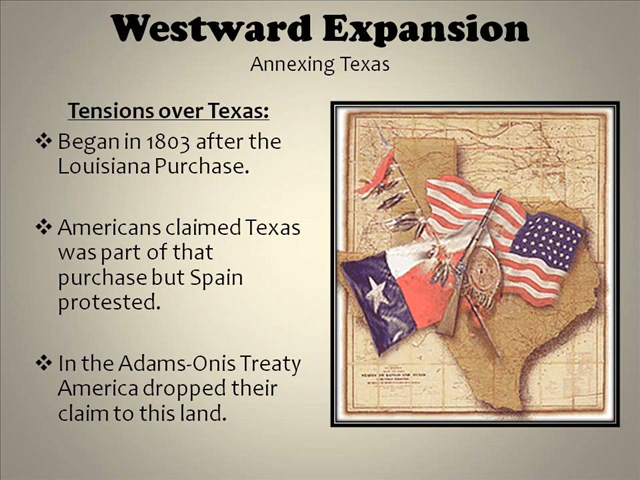 Westward Expansion
Annexing Texas
Tensions over Texas:
❖ Began in 1803 after the
Louisiana Purchase.
❖ Americans claimed Texas
was part of that
purchase but Spain
protested.
❖ In the Adams-Onis Treaty
America dropped their
claim to this land.